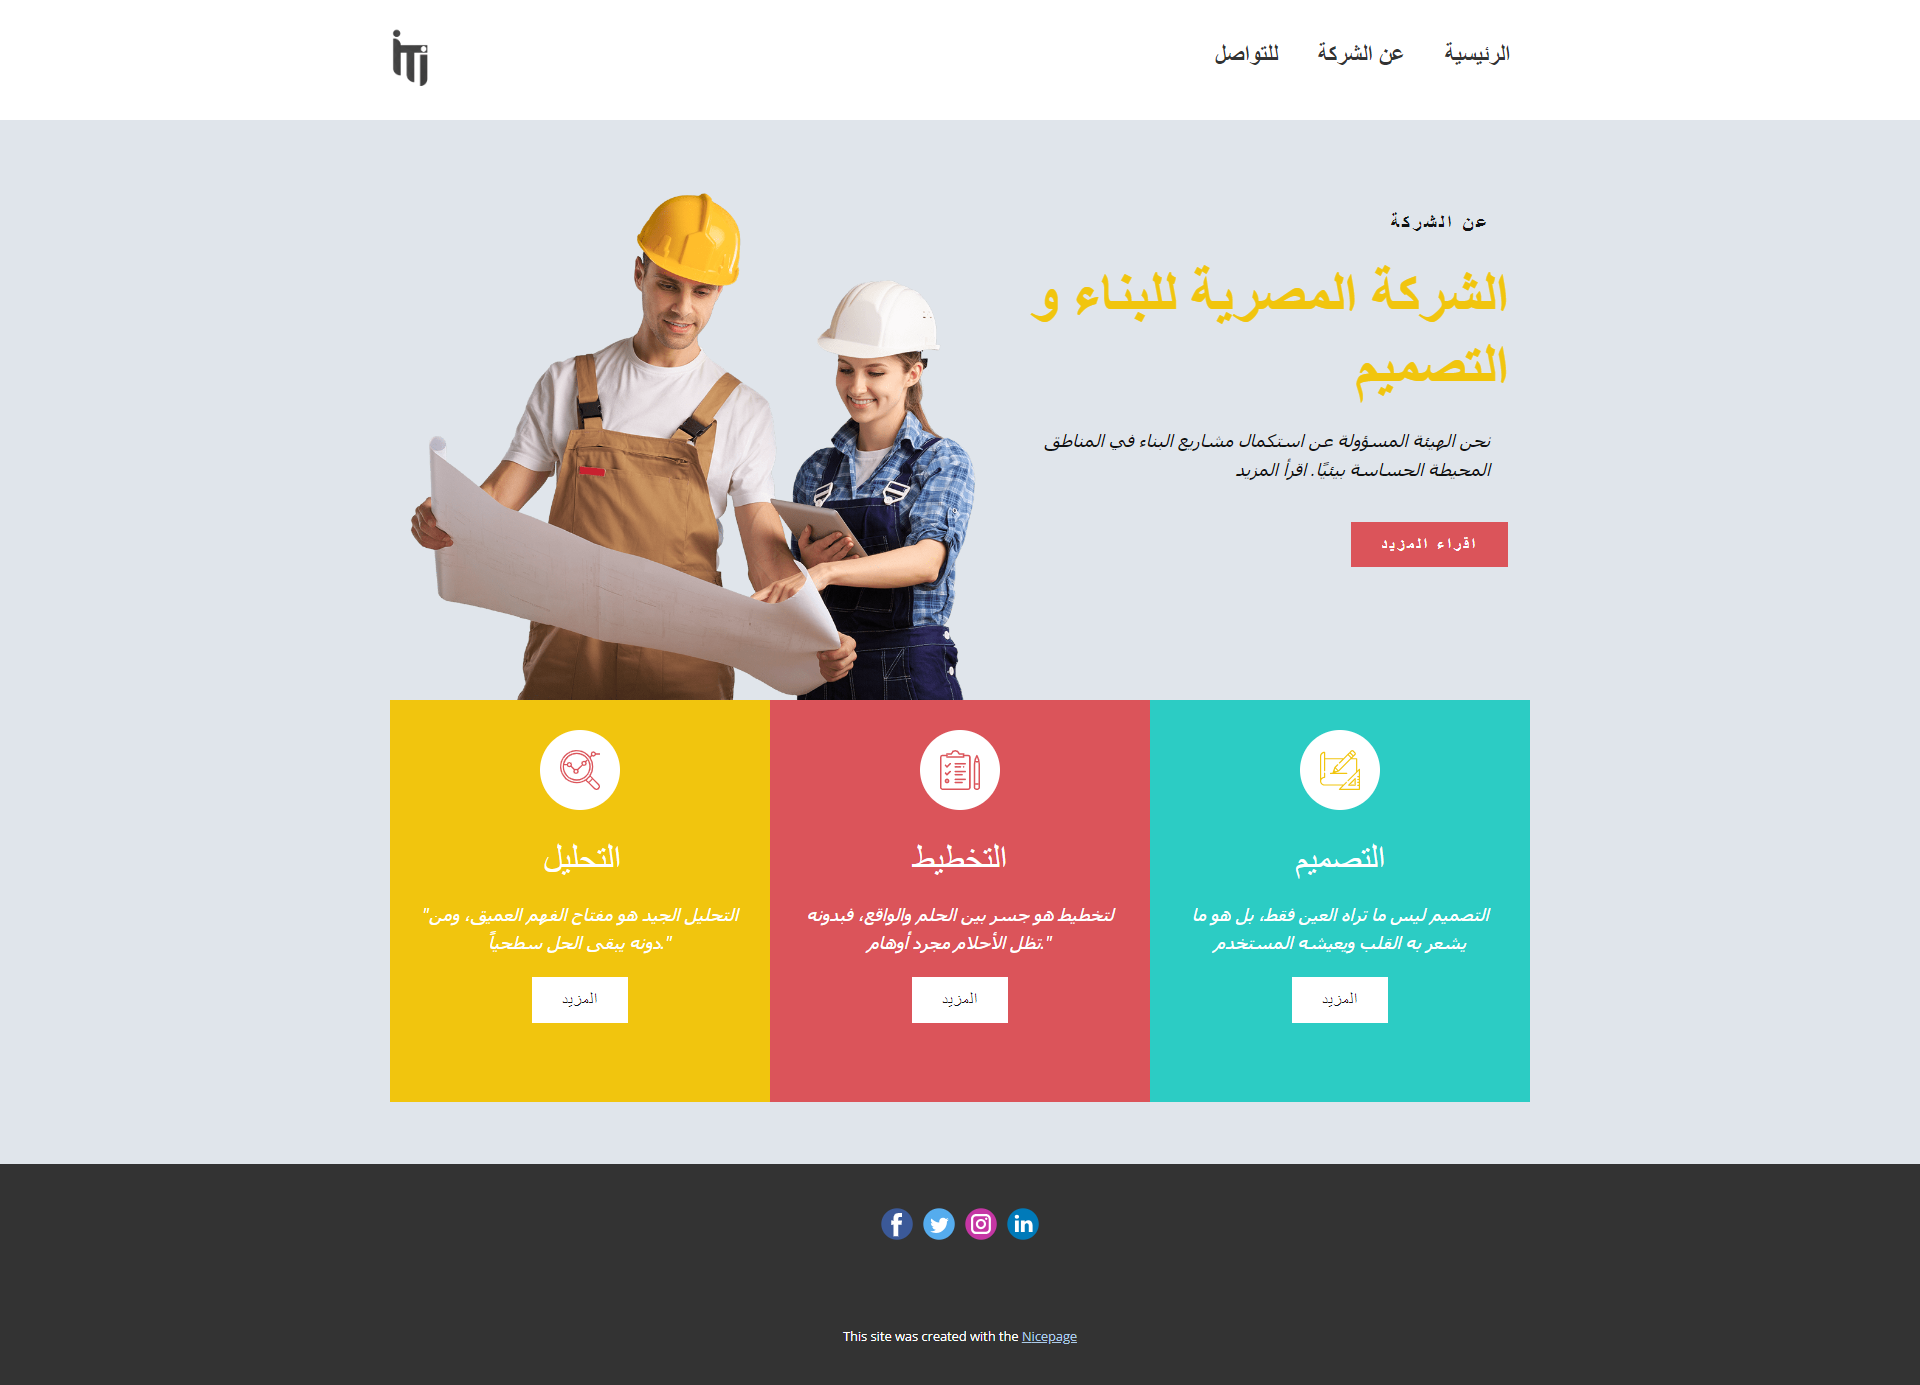 iTi
الرئيسية
عن الشركة
للتواصل
عن الشركة
الشركة المصرية للبناء و
التصميم
نحن الهيئة المسؤولة عن استكمال مشاريع البناء في المناطق
المحيطة الحساسة بيئيًا. اقرأ المزيد
اقراء المزيد
التصميم
التصميم ليس ما تراه العين فقط، بل هو ما
يشعر به القلب ويعيشه المستخدم
المزيد
التخطيط
لتخطيط هو جسر بين الحلم والواقع، فبدونه
تظل الأحلام مجرد أوهام."
المزيد
التحليل
"التحليل الجيد هو مفتاح الفهم العميق، ومن
دونه يبقى الحل سطحياً."
المزيد
This site was created with the Nicepage